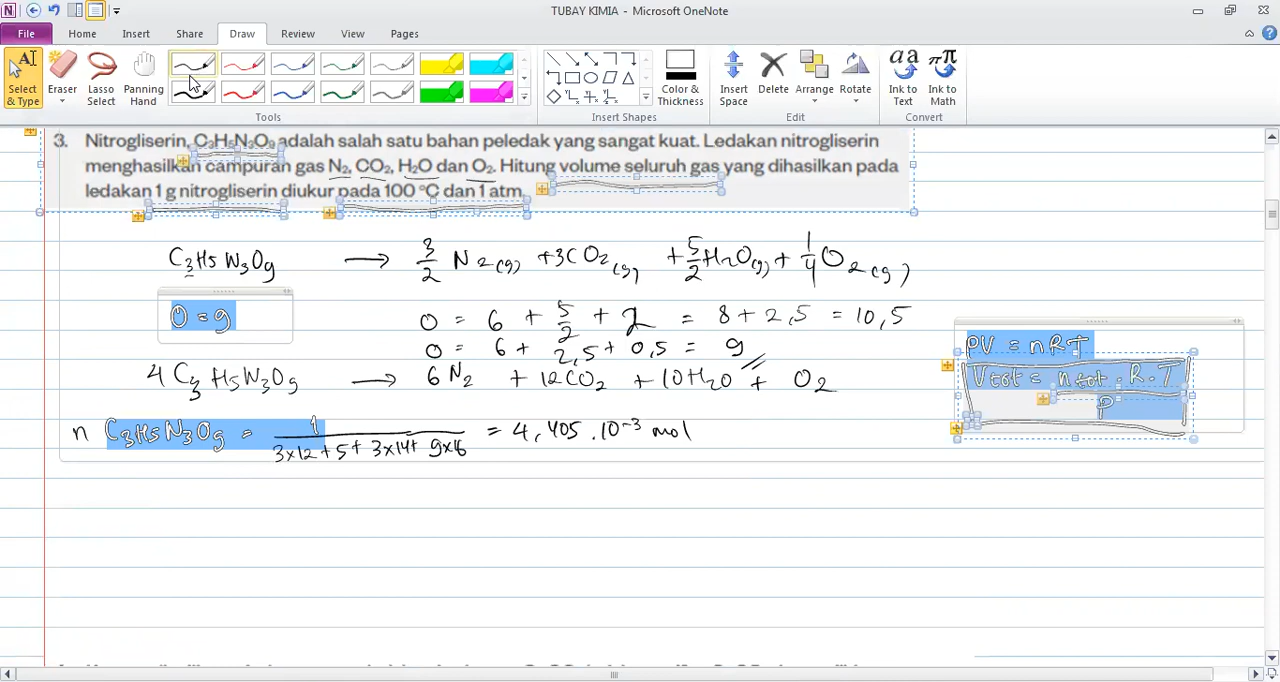 TUBAY KIMIA - Microsoft OneNote
File Home Insert Share Draw Review View Pages
Select & Type Eraser Lasso Select Panning Hand Color & Thickness Insert Space Delete Arrange Rotate Ink to Text Ink to Math
Tools Insert Shapes Edit Convert
3. Nitrogliserin, C₃H₅N₃O₉ adalah salah satu bahan peledak yang sangat kuat. Ledakan nitrogliserin
menghasilkan campuran gas N₂, CO₂, H₂O dan O₂. Hitung volume seluruh gas yang dihasilkan pada
ledakan 1 g nitrogliserin diukur pada 100 °C dan 1 atm.
C₃H₅N₃O₉ → 3/2 N₂(g) + 3CO₂(g) + 5/2 H₂O(g) + 1/4 O₂(g)
O = 9
O = 6 + 5/2 + 2 = 8 + 2,5 = 10,5
O = 6 + 2,5 + 0,5 = 9
PV = nRT
4 C₃H₅N₃O₉ → 6N₂ + 12CO₂ + 10H₂O + O₂
Vtot = ntot . R . T / P
n C₃H₅N₃O₉ = 1 / 3x12 + 5 + 3x14 + 9x16 = 4,405 . 10⁻³ mol